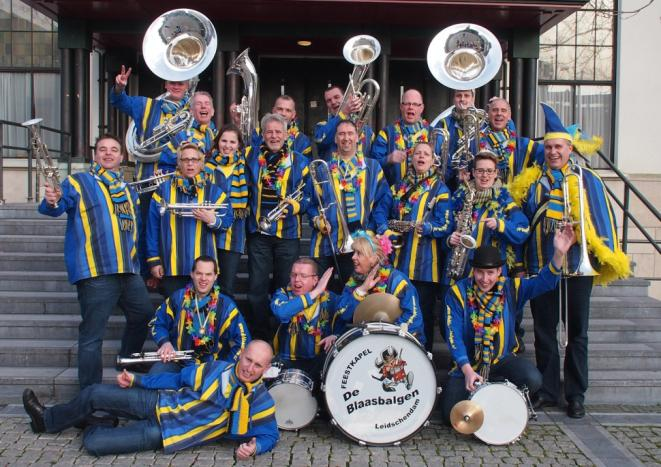 FEESTKAPEL
De
Blaasbalgen
Leidschendam